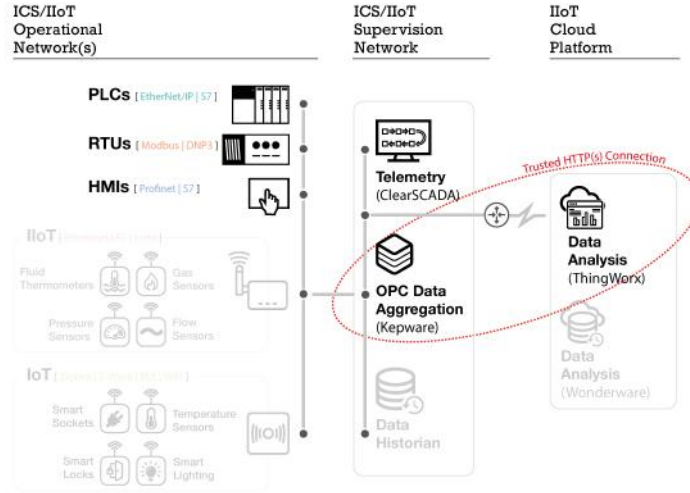 ICS/IIoT
Operational
Network(s)
ICS/IIoT
Supervision
Network
IIoT
Cloud
Platform
PLCs [ EtherNet/IP | S7 ]
RTUs [ Modbus | DNP3 ]
HMIs [ Profinet | S7 ]
IIoT
Fluid
Thermometers
Gas
Sensors
Pressure
Sensors
Flow
Sensors
IoT
Smart
Sockets
Temperature
Sensors
Smart
Locks
Smart
Lighting
Telemetry
(ClearSCADA)
OPC Data
Aggregation
(Kepware)
Data
Historian
Trusted HTTP(s) Connection
Data
Analysis
(ThingWorx)
Data
Analysis
(Wonderware)